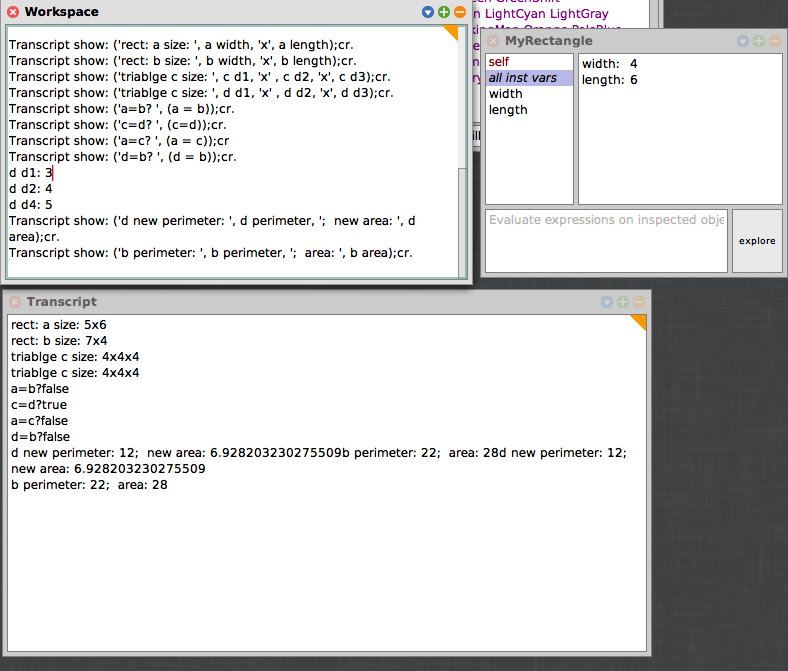 Workspace
Transcript show: ('rect: a size: ', a width, 'x', a length);cr.
Transcript show: ('rect: b size: ', b width, 'x', b length);cr.
Transcript show: ('triablge c size: ', c d1, 'x' , c d2, 'x', c d3);cr.
Transcript show: ('triablge c size: ', d d1, 'x' , d d2, 'x', d d3);cr.
Transcript show: ('a=b? ', (a = b));cr.
Transcript show: ('c=d? ', (c=d));cr.
Transcript show: ('a=c? ', (a = c));cr
Transcript show: ('d=b? ', (d = b));cr.
d d1: 3
d d2: 4
d d4: 5
Transcript show: ('d new perimeter: ', d perimeter, ';  new area: ', d
area);cr.
Transcript show: ('b perimeter: ', b perimeter, ';  area: ', b area);cr.
LightCyan LightGray
MyRectangle
self
all inst vars
width
length
width:  4
length: 6
Evaluate expressions on inspected obje
explore
Transcript
rect: a size: 5x6
rect: b size: 7x4
triablge c size: 4x4x4
triablge c size: 4x4x4
a=b?false
c=d?true
a=c?false
d=b?false
d new perimeter: 12;  new area: 6.928203230275509b perimeter: 22;  area: 28d new perimeter: 12;
new area: 6.928203230275509
b perimeter: 22;  area: 28